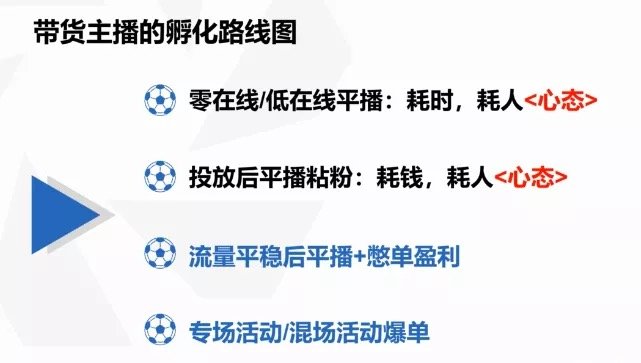 带货主播的孵化路线图
零在线/低在线平播：耗时，耗人<心态>
投放后平播粘粉：耗钱，耗人<心态>
流量平稳后平播+憋单盈利
专场活动/混场活动爆单